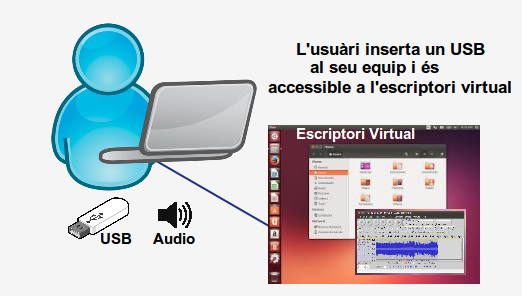 L'usuàri inserta un USB
al seu equip i és
accessible a l'escriptori virtual
Escriptori Virtual
USB
Audio